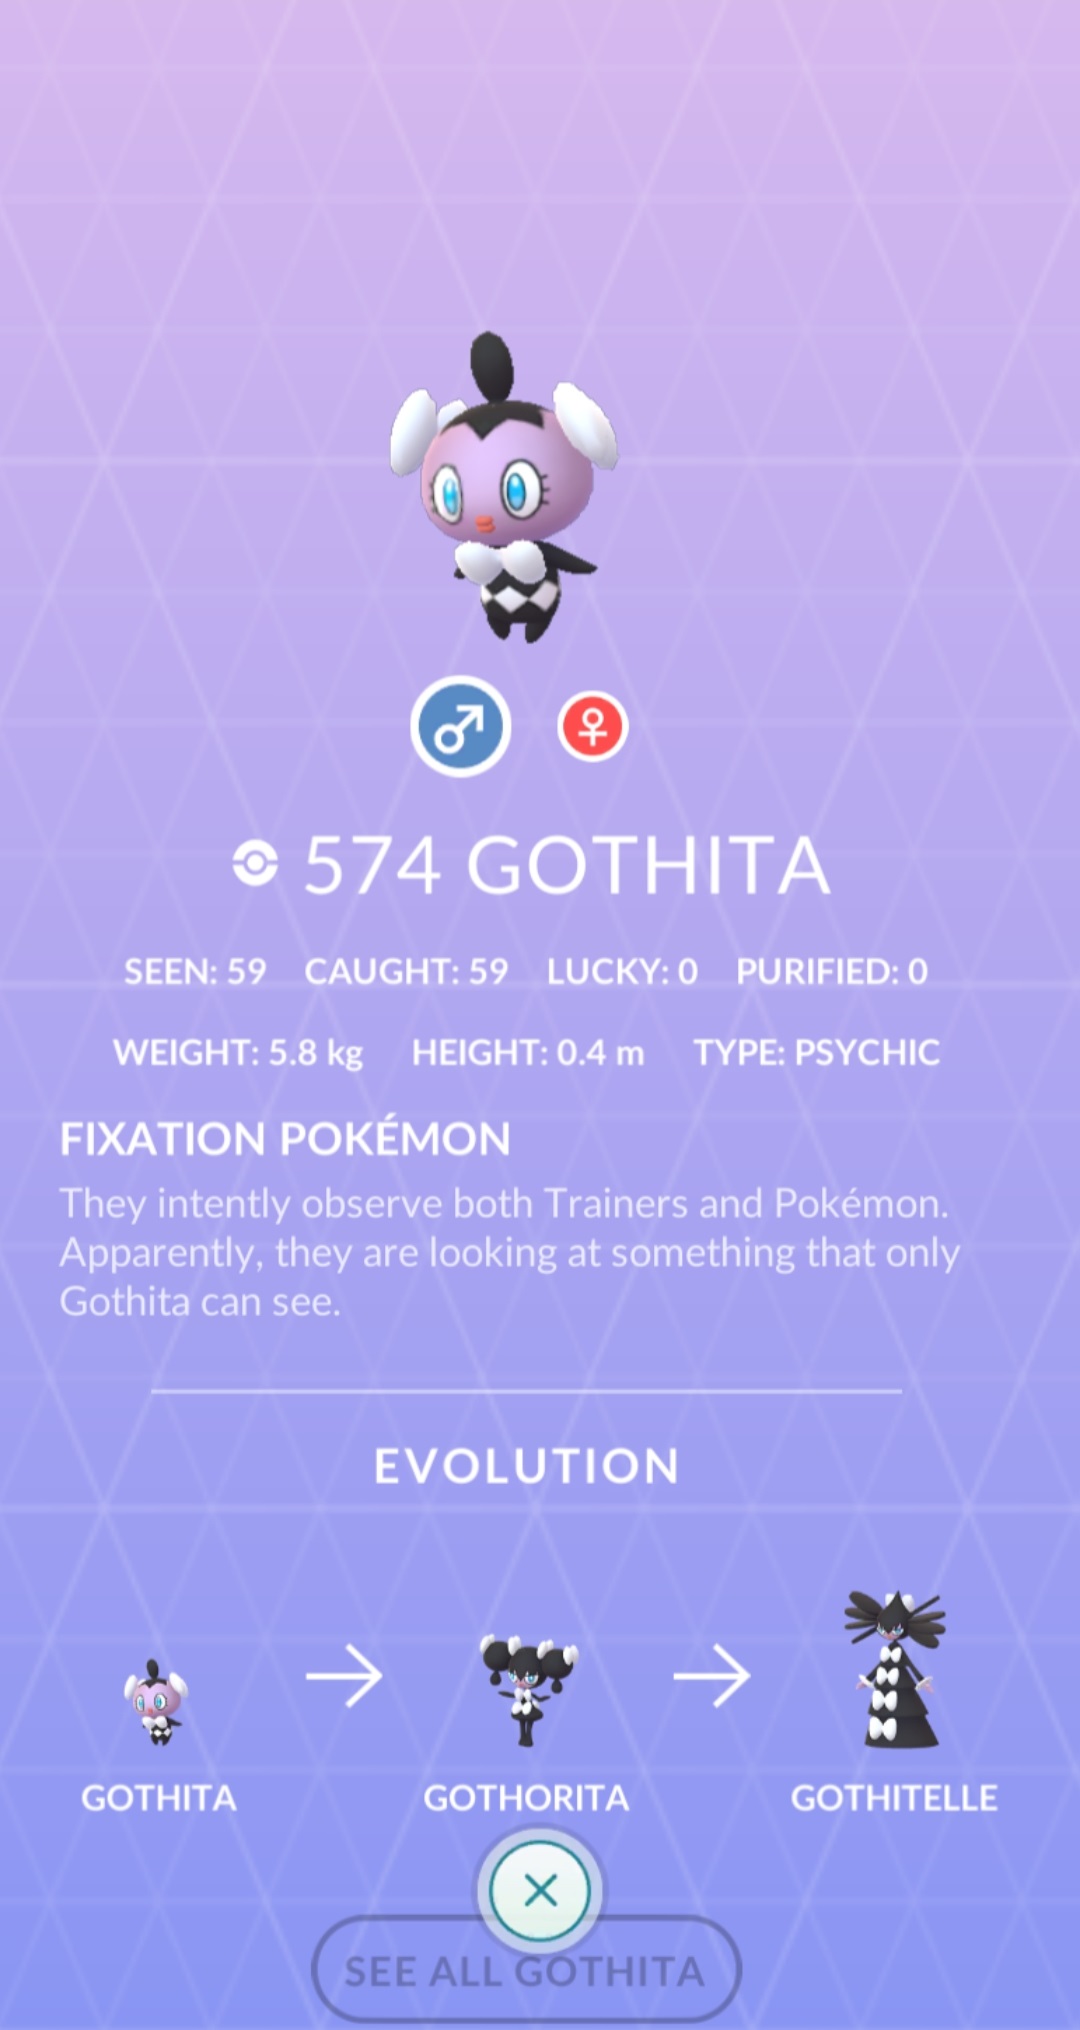 574 GOTHITA
SEEN: 59 CAUGHT: 59 LUCKY: 0 PURIFIED: 0
WEIGHT: 5.8 kg HEIGHT: 0.4 m TYPE: PSYCHIC
FIXATION POKÉMON
They intently observe both Trainers and Pokémon.
Apparently, they are looking at something that only
Gothita can see.
EVOLUTION
GOTHITA GOTHORITA GOTHITELLE
SEE ALL GOTHITA